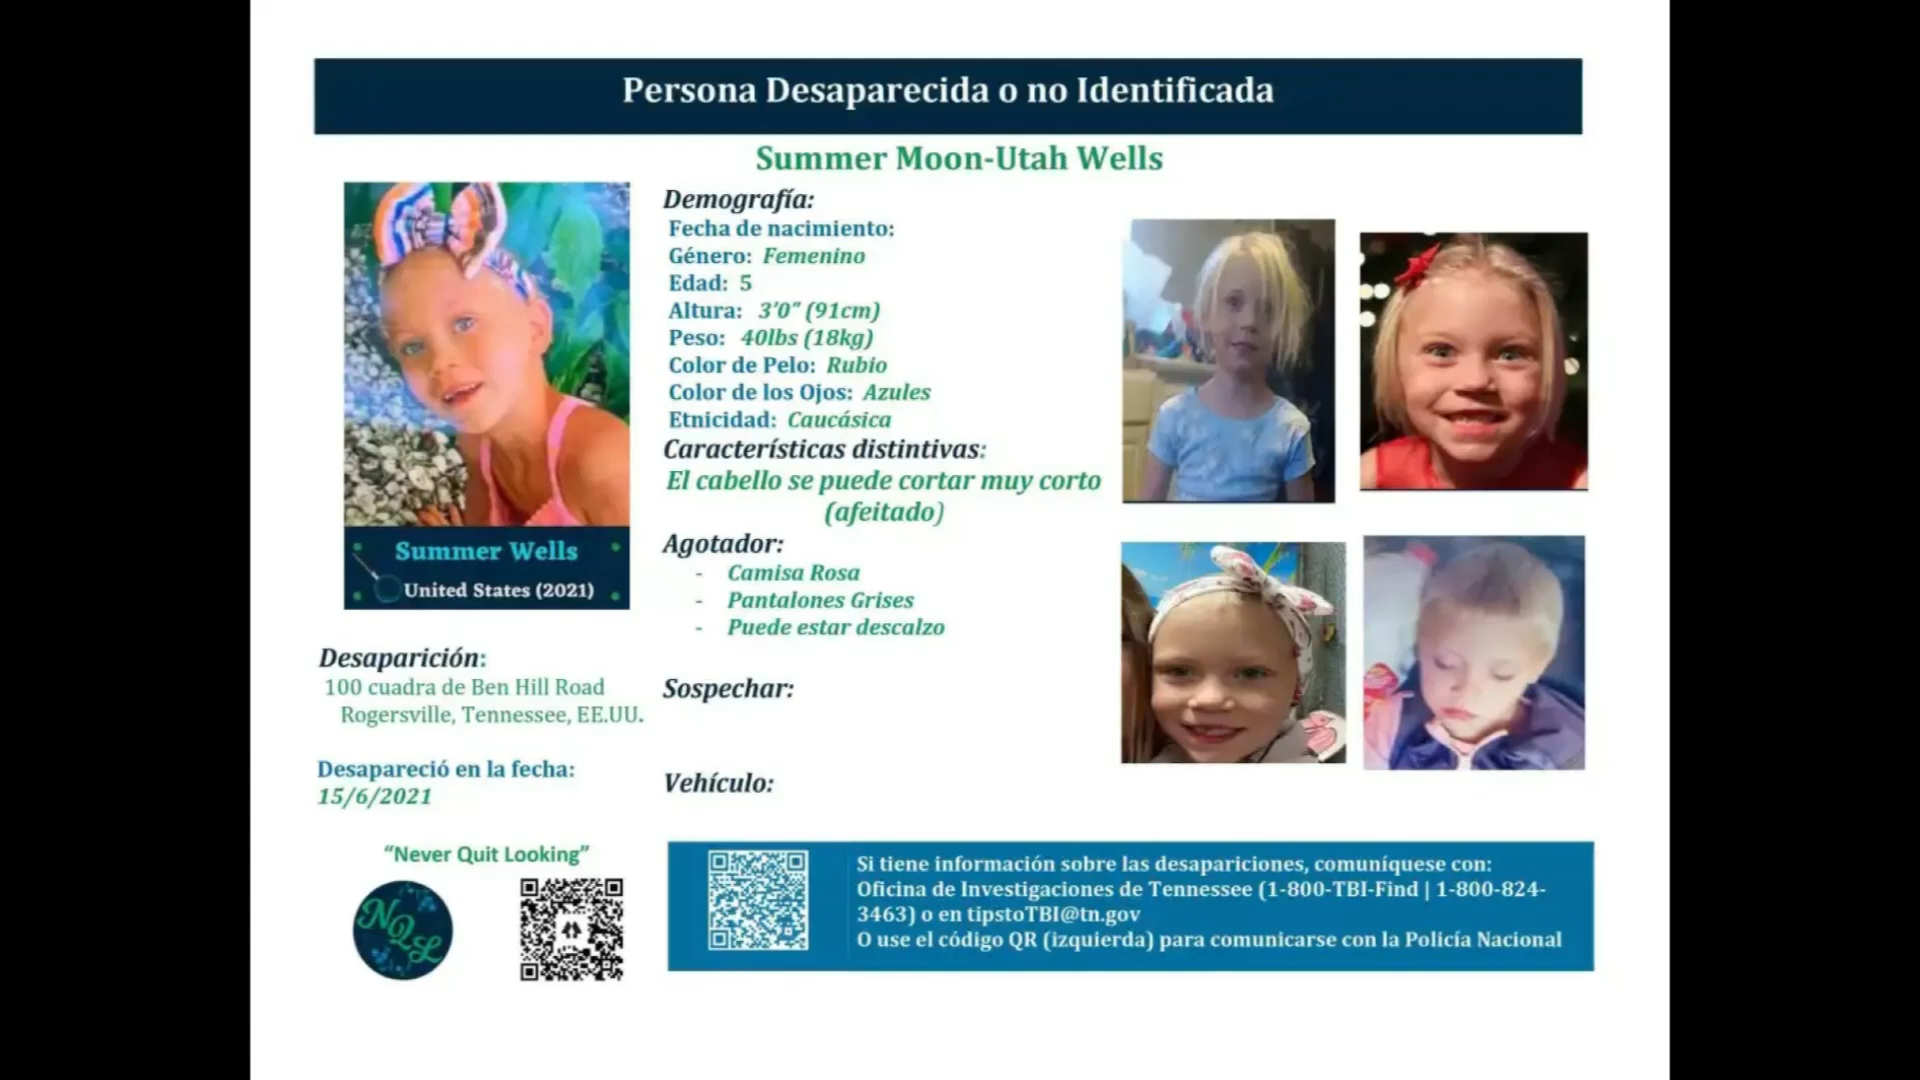 Persona Desaparecida o no Identificada
Summer Moon-Utah Wells
Summer Wells
United States (2021)
Desaparición:
100 cuadra de Ben Hill Road
Rogersville, Tennessee, EE.UU.
Desapareció en la fecha:
15/6/2021
“Never Quit Looking”
NQL
Demografía:
Fecha de nacimiento:
Género: Femenino
Edad: 5
Altura: 3’0” (91cm)
Peso: 40lbs (18kg)
Color de Pelo: Rubio
Color de los Ojos: Azules
Etnicidad: Caucásica
Características distintivas:
El cabello se puede cortar muy corto
(afeitado)
Agotador:
- Camisa Rosa
- Pantalones Grises
- Puede estar descalzo
Sospechar:
Vehículo:
Si tiene información sobre las desapariciones, comuníquese con:
Oficina de Investigaciones de Tennessee (1-800-TBI-Find | 1-800-824-
3463) o en tipstoTBI@tn.gov
O use el código QR (izquierda) para comunicarse con la Policía Nacional